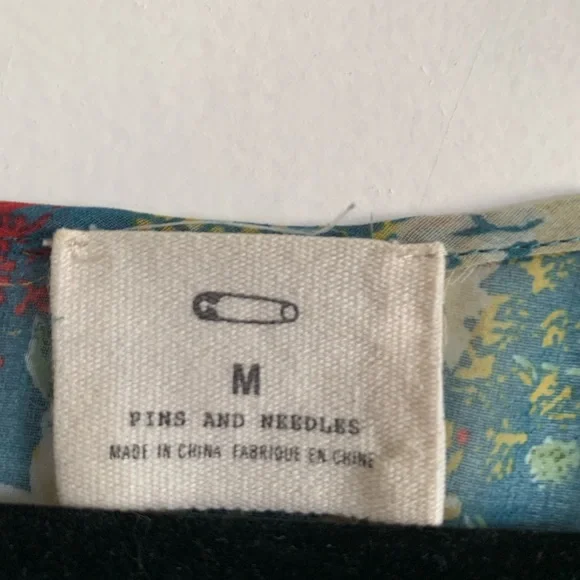 M
PINS AND NEEDLES
MADE IN CHINA FABRIQUE EN CHINE